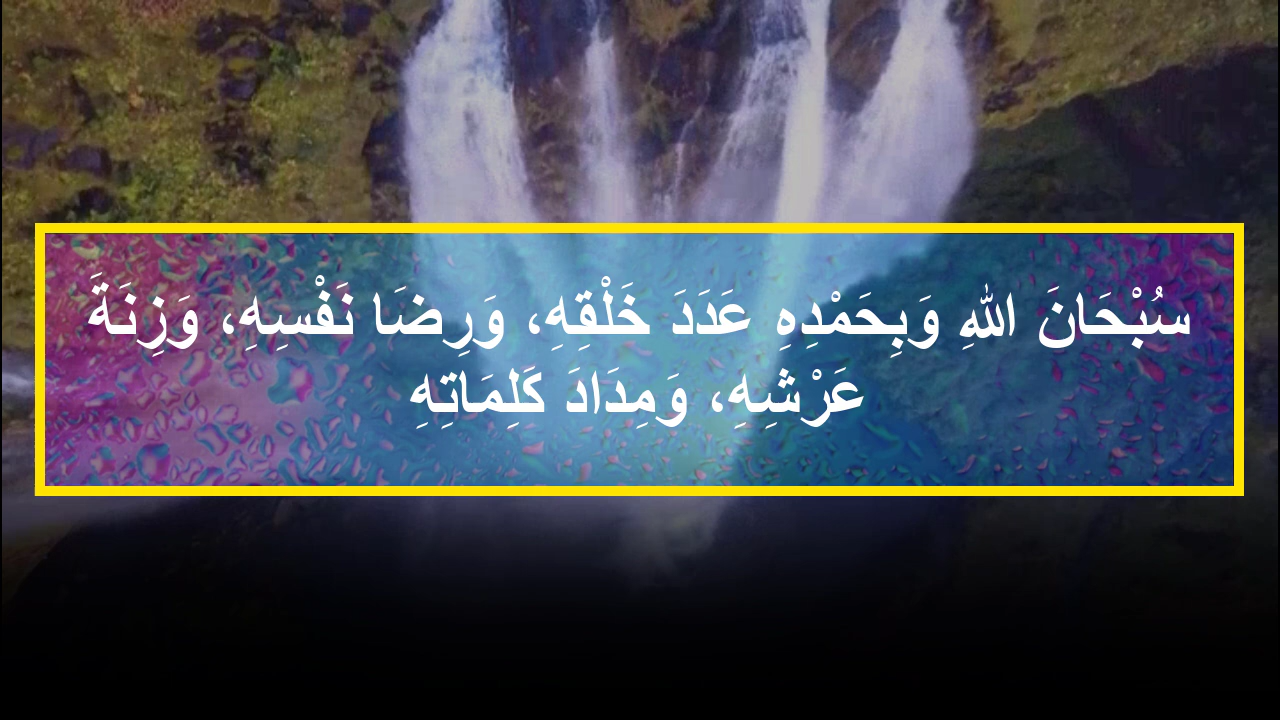 سُبْحَانَ اللهِ وَبِحَمْدِهِ عَدَدَ خَلْقِهِ، وَرِضَا نَفْسِهِ، وَزِنَةَ
عَرْشِهِ، وَمِدَادَ كَلِمَاتِهِ